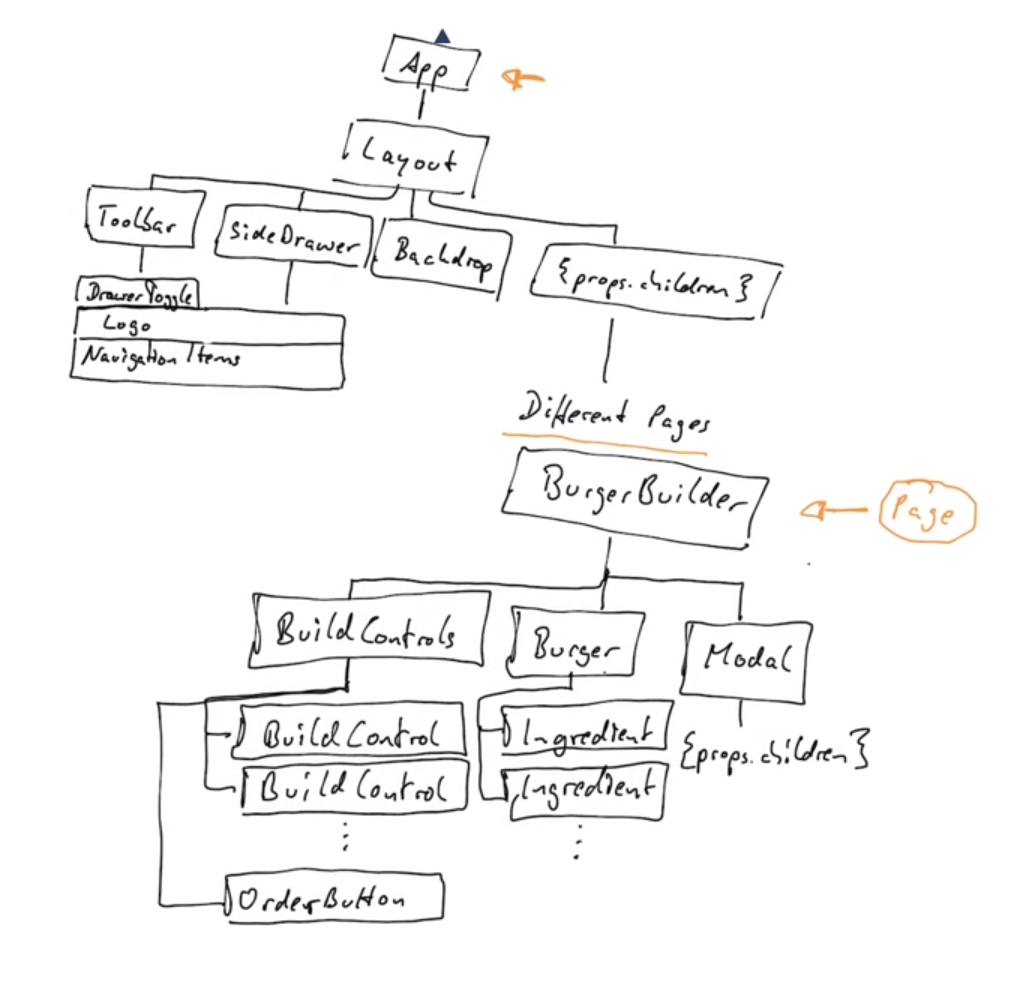 App
Layout
Toolbar
SideDrawer
Backdrop
{props.children}
DrawerToggle
Logo
Navigation Items
Different Pages
BurgerBuilder
Page
BuildControls
Burger
Modal
BuildControl
Ingredient
{props.children}
BuildControl
Ingredient
OrderButton